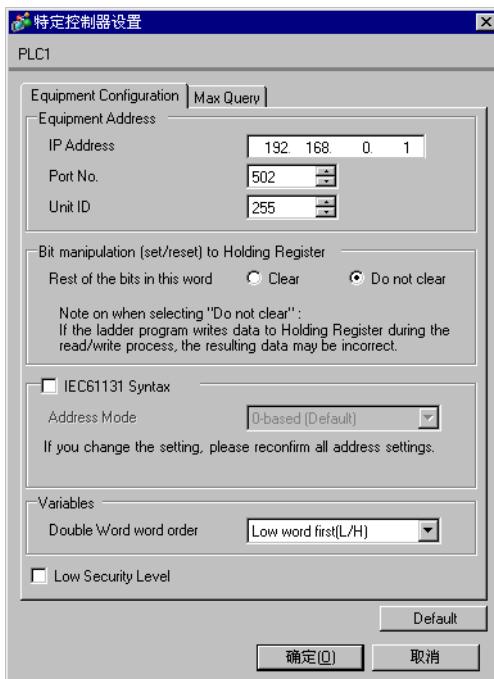 特定控制器设置
PLC1
Equipment Configuration Max Query
Equipment Address
IP Address 192. 168. 0. 1
Port No. 502
Unit ID 255
Bit manipulation (set/reset) to Holding Register
Rest of the bits in this word Clear Do not clear
Note on when selecting "Do not clear" :
If the ladder program writes data to Holding Register during the
read/write process, the resulting data may be incorrect.
IEC61131 Syntax
Address Mode 0-based (Default)
If you change the setting, please reconfirm all address settings.
Variables
Double Word word order Low word first(L/H)
Low Security Level
Default
确定(O) 取消